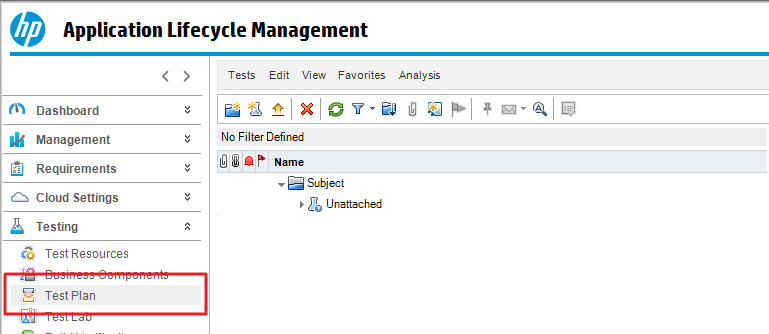 hp
Application Lifecycle Management
Tests Edit View Favorites Analysis
Dashboard
Management
Requirements
Cloud Settings
Testing
Test Resources
Business Components
Test Plan
Test Lab
No Filter Defined
Name
Subject
Unattached